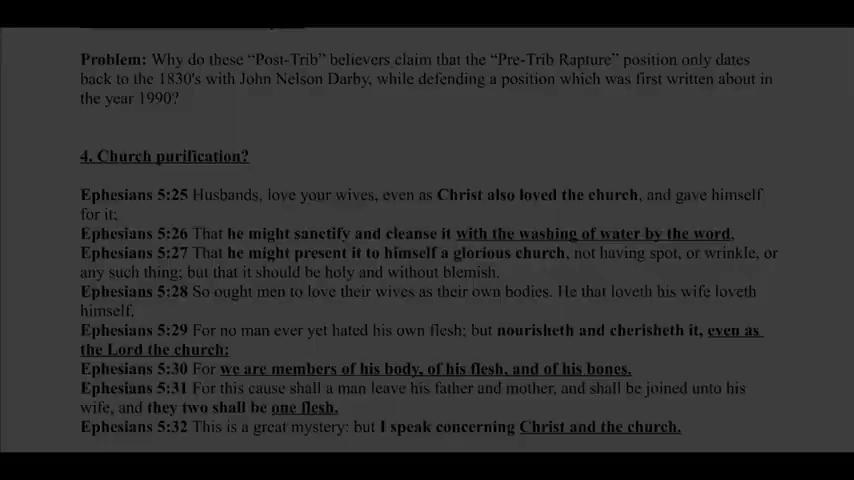 Problem: Why do these “Post-Trib” believers claim that the “Pre-Trib Rapture” position only dates
back to the 1830's with John Nelson Darby, while defending a position which was first written about in
the year 1990?
4. Church purification?
Ephesians 5:25 Husbands, love your wives, even as Christ also loved the church, and gave himself
for it;
Ephesians 5:26 That he might sanctify and cleanse it with the washing of water by the word,
Ephesians 5:27 That he might present it to himself a glorious church, not having spot, or wrinkle, or
any such thing; but that it should be holy and without blemish.
Ephesians 5:28 So ought men to love their wives as their own bodies. He that loveth his wife loveth
himself.
Ephesians 5:29 For no man ever yet hated his own flesh; but nourisheth and cherisheth it, even as
the Lord the church:
Ephesians 5:30 For we are members of his body, of his flesh, and of his bones.
Ephesians 5:31 For this cause shall a man leave his father and mother, and shall be joined unto his
wife, and they two shall be one flesh.
Ephesians 5:32 This is a great mystery: but I speak concerning Christ and the church.